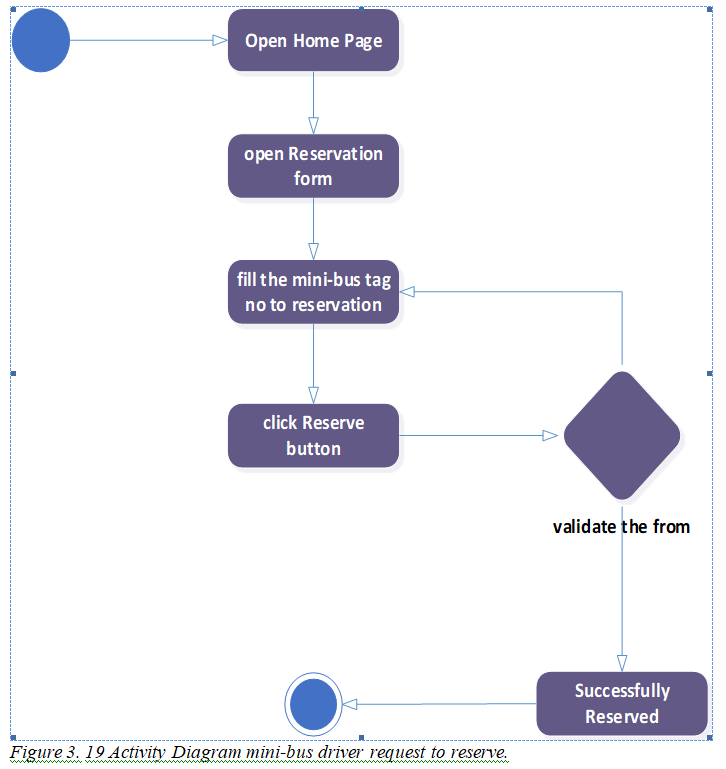 Open Home Page
open Reservation
form
fill the mini-bus tag
no to reservation
click Reserve
button
validate the from
Successfully
Reserved
Figure 3. 19 Activity Diagram mini-bus driver request to reserve.